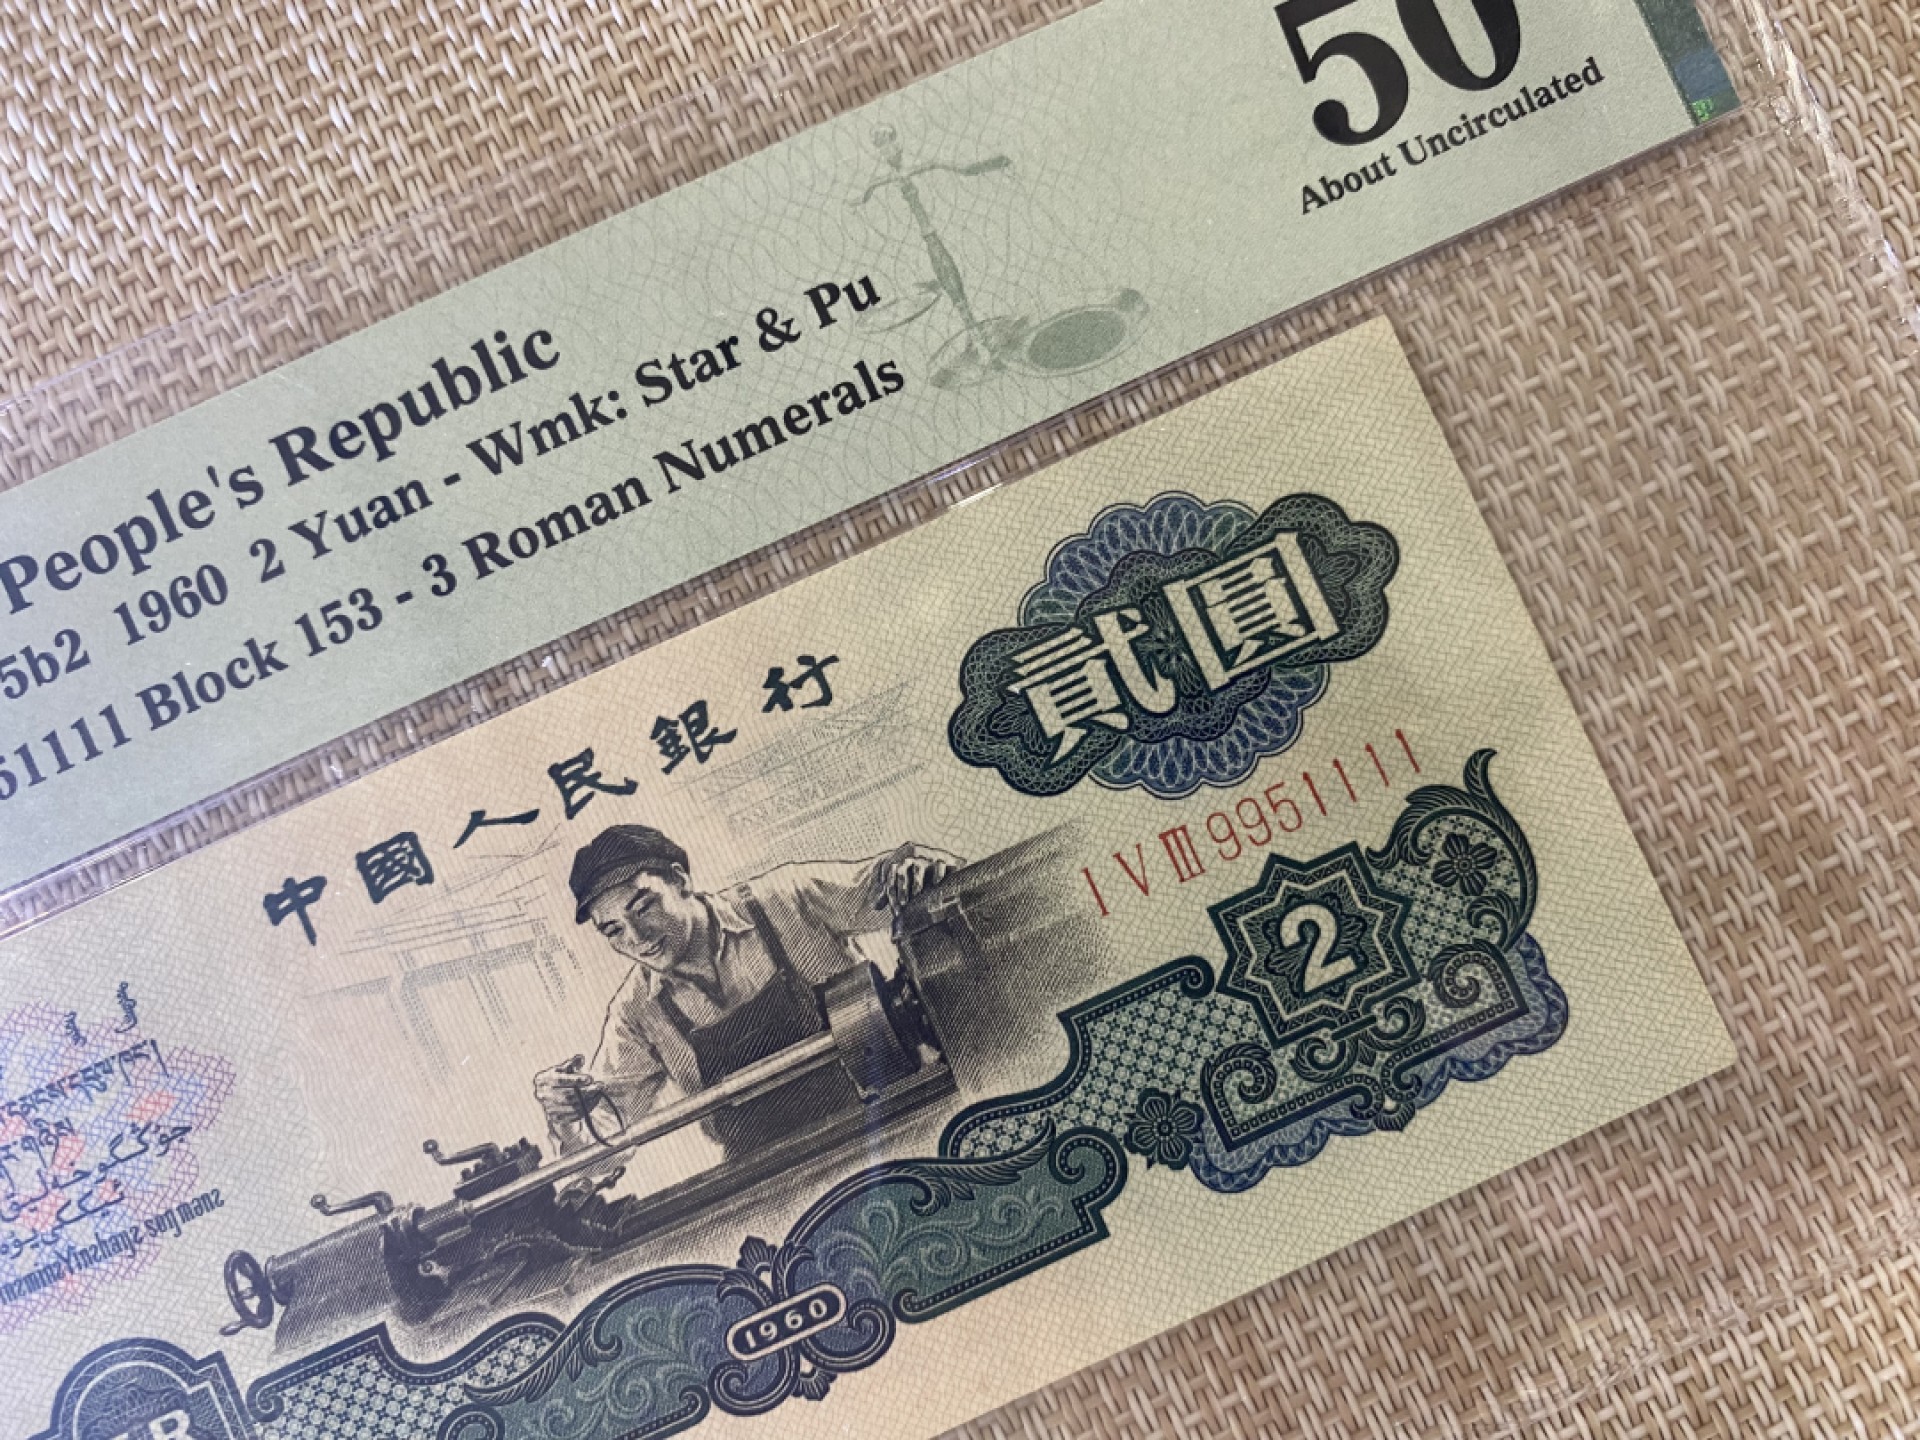 50
About Uncirculated
People's Republic
5b2 1960 2 Yuan - Wmk: Star & Pu
51111 Block 153 - 3 Roman Numerals
中國人民銀行
貳圓
I V III 9951111
2
1960